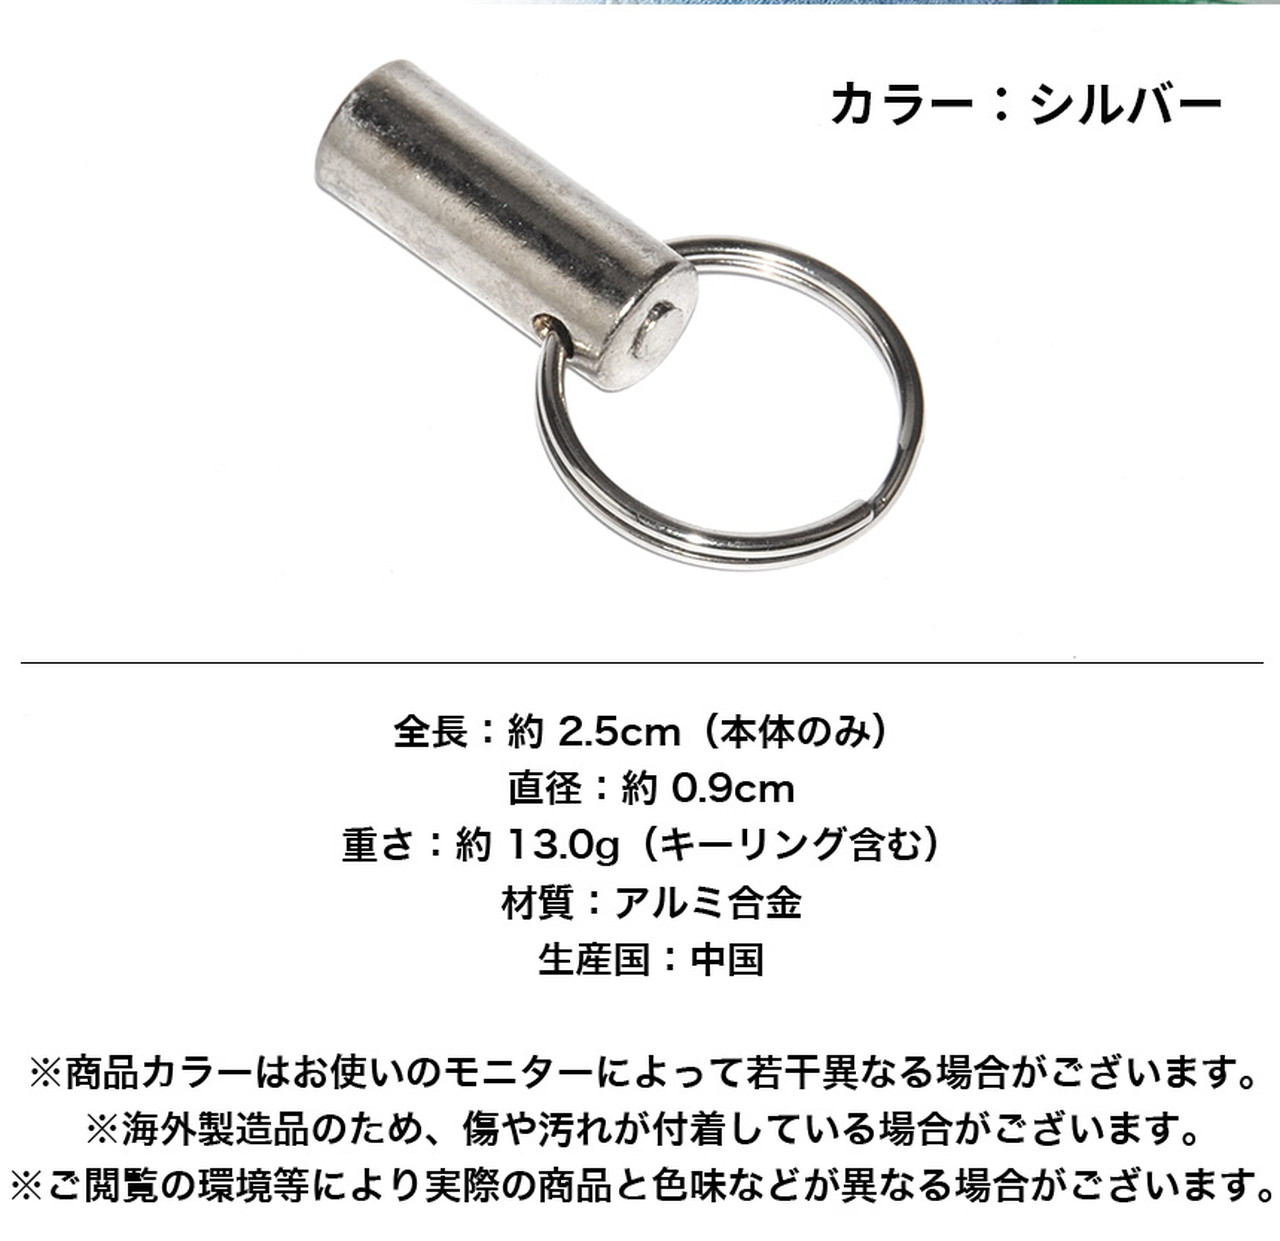 カラー：シルバー
全長：約 2.5cm（本体のみ）
直径：約 0.9cm
重さ：約 13.0g（キーリング含む）
材質：アルミ合金
生産国：中国
※商品カラーはお使いのモニターによって若干異なる場合がございます。
※海外製造品のため、傷や汚れが付着している場合がございます。
※ご閲覧の環境等により実際の商品と色味などが異なる場合がございます。